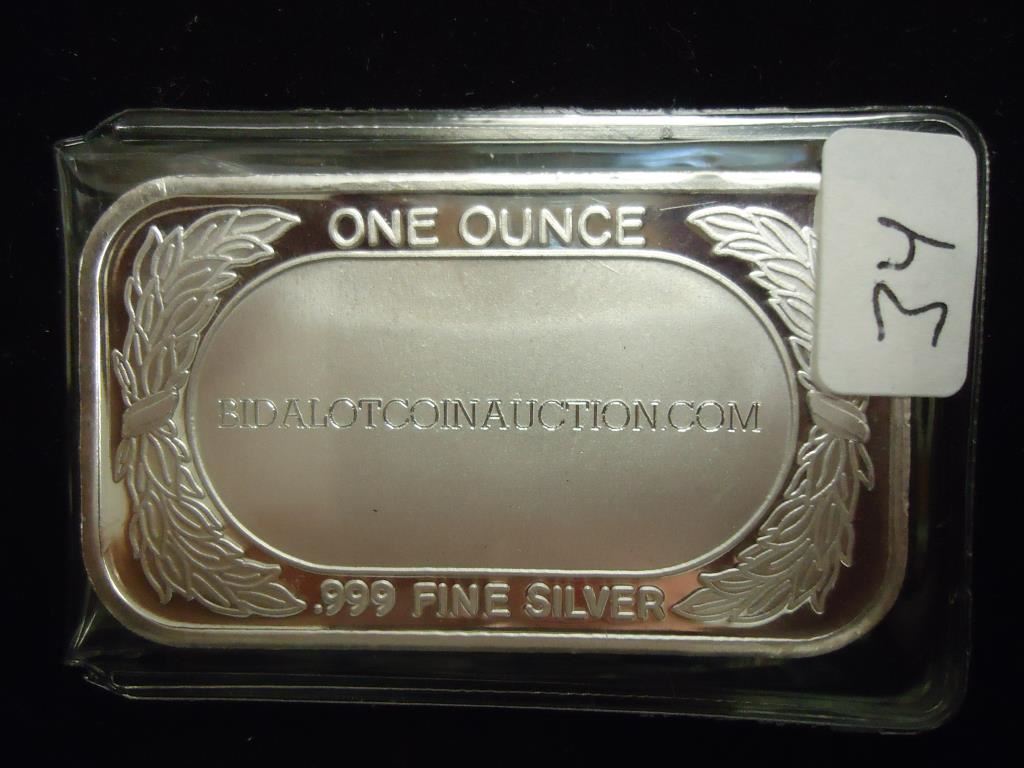 ONE OUNCE
34
BIDALOTCOINAUCTION.COM
.999 FINE SILVER